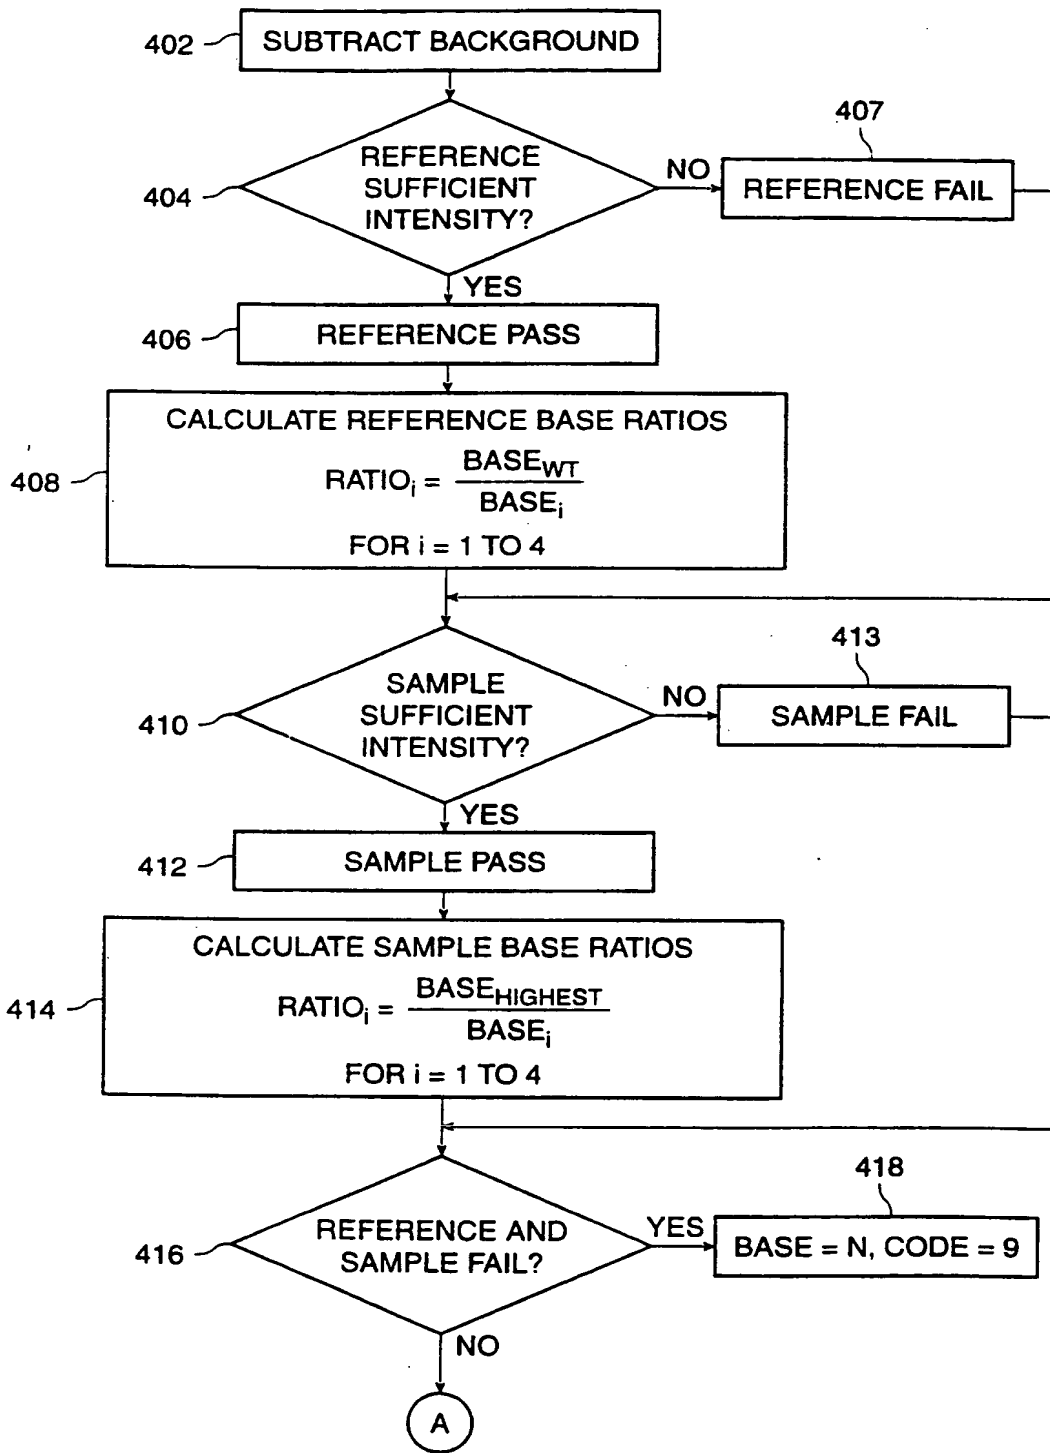 402
SUBTRACT BACKGROUND
404
REFERENCE
SUFFICIENT
INTENSITY?
NO
407
REFERENCE FAIL
YES
406
REFERENCE PASS
408
CALCULATE REFERENCE BASE RATIOS
RATIOi = BASEWT
BASEi
FOR i = 1 TO 4
410
SAMPLE
SUFFICIENT
INTENSITY?
NO
413
SAMPLE FAIL
YES
412
SAMPLE PASS
414
CALCULATE SAMPLE BASE RATIOS
RATIOi = BASEHIGHEST
BASEi
FOR i = 1 TO 4
416
REFERENCE AND
SAMPLE FAIL?
YES
418
BASE = N, CODE = 9
NO
A